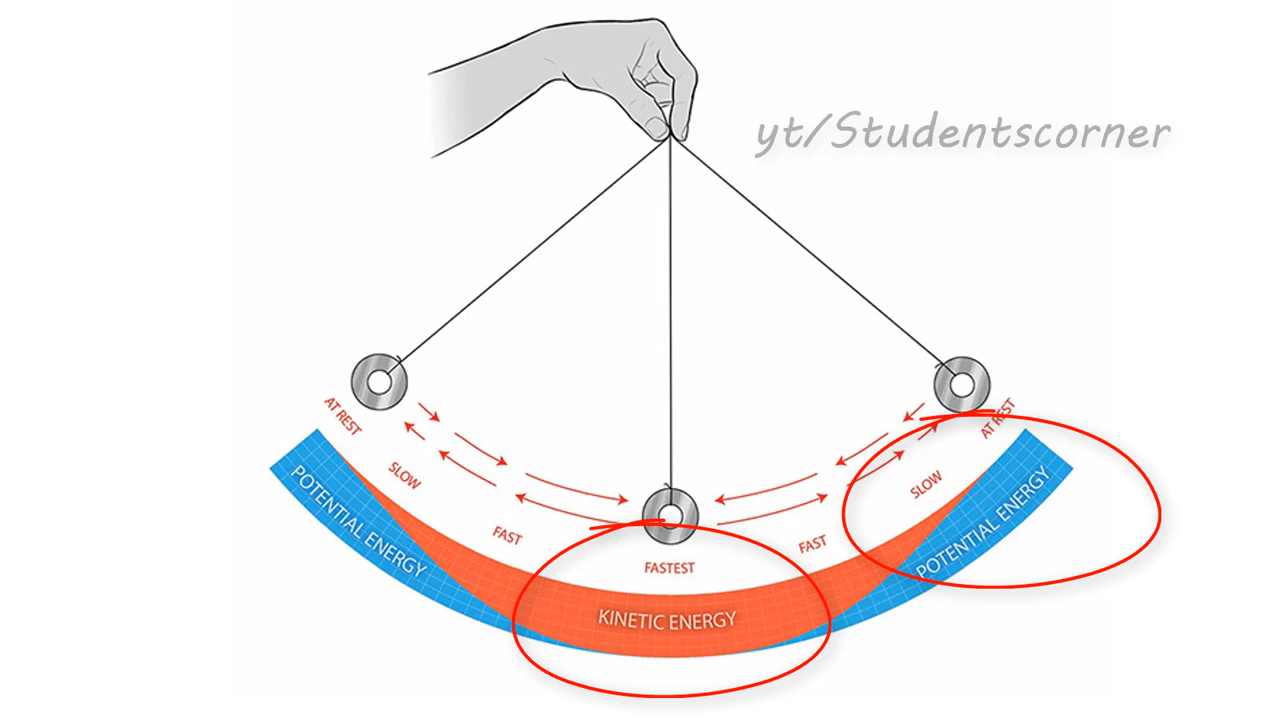 yt/Studentscorner
AT REST
AT REST
SLOW
SLOW
FAST
FAST
FASTEST
POTENTIAL ENERGY
KINETIC ENERGY
POTENTIAL ENERGY